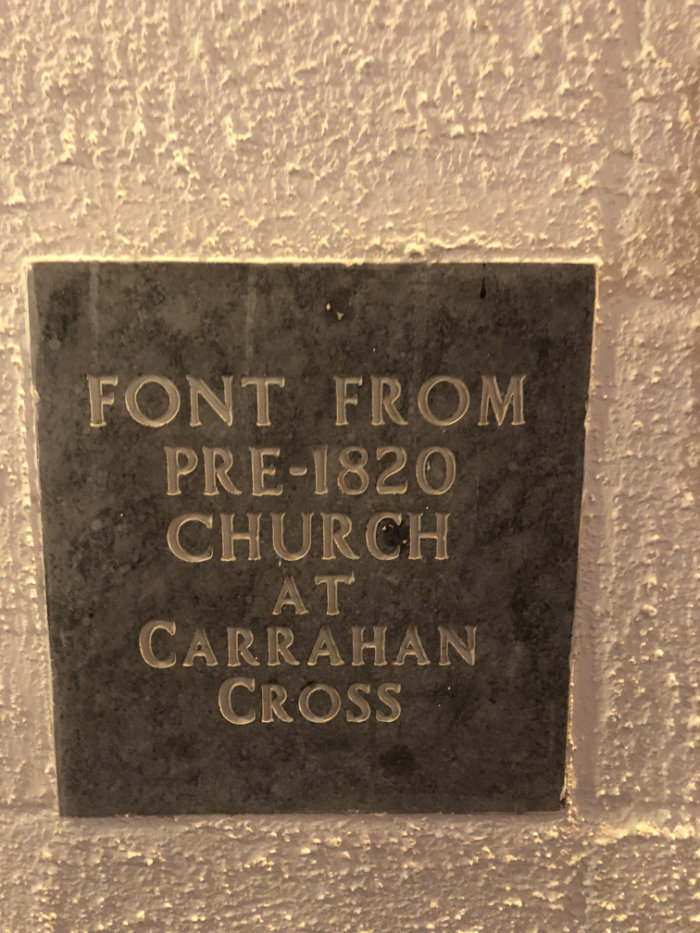 FONT FROM
PRE-1820
CHURCH
AT
CARRAHAN
CROSS